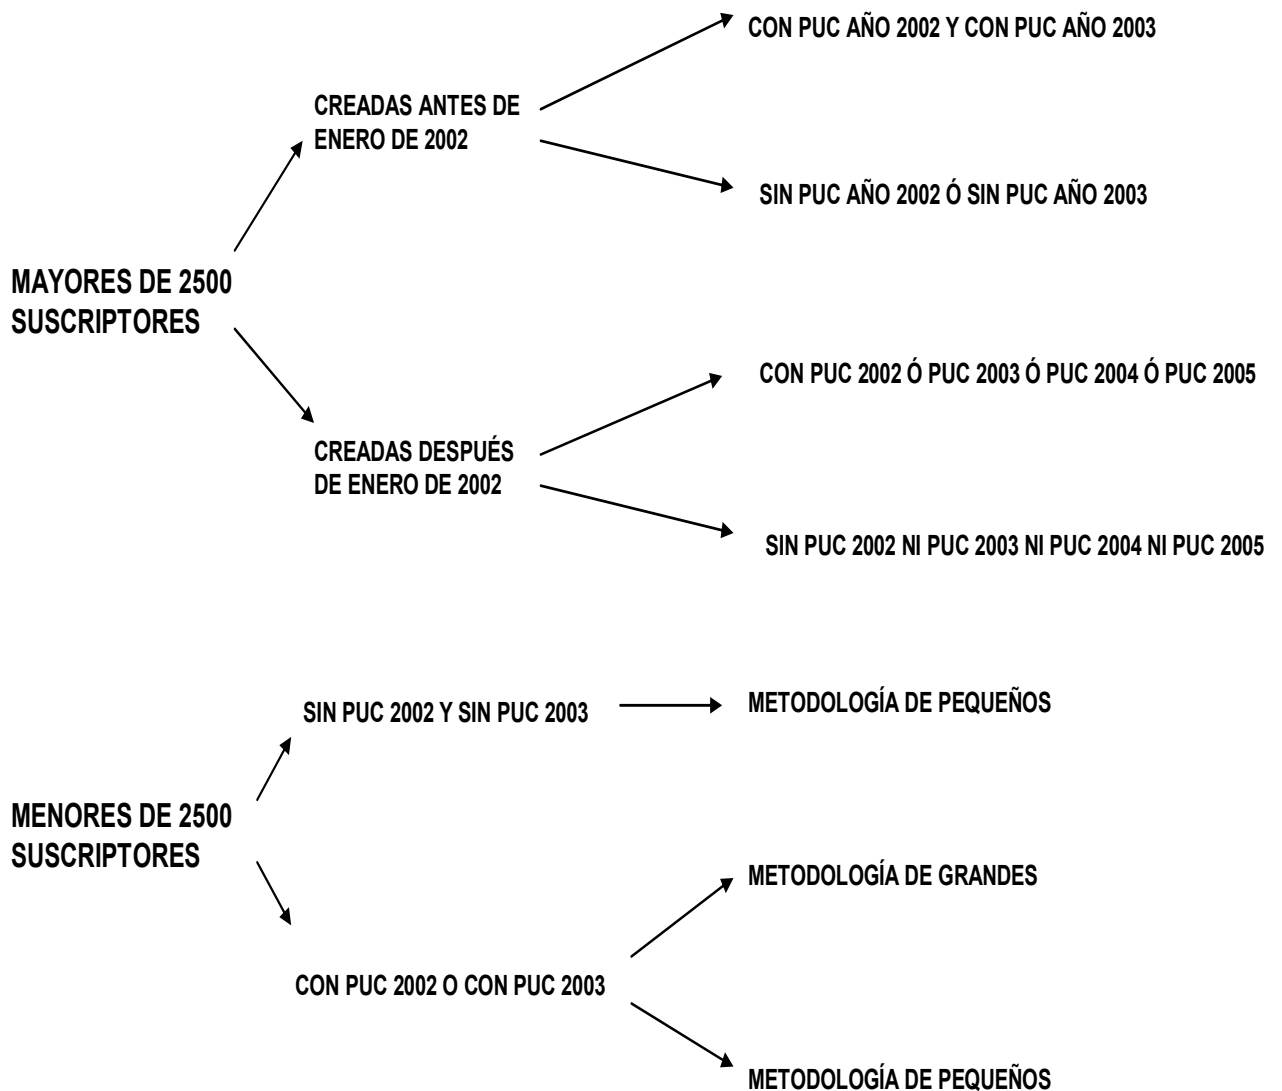 CON PUC AÑO 2002 Y CON PUC AÑO 2003
CREADAS ANTES DE
ENERO DE 2002
SIN PUC AÑO 2002 Ó SIN PUC AÑO 2003
MAYORES DE 2500
SUSCRIPTORES
CON PUC 2002 Ó PUC 2003 Ó PUC 2004 Ó PUC 2005
CREADAS DESPUÉS
DE ENERO DE 2002
SIN PUC 2002 NI PUC 2003 NI PUC 2004 NI PUC 2005
SIN PUC 2002 Y SIN PUC 2003
METODOLOGÍA DE PEQUEÑOS
MENORES DE 2500
SUSCRIPTORES
METODOLOGÍA DE GRANDES
CON PUC 2002 O CON PUC 2003
METODOLOGÍA DE PEQUEÑOS